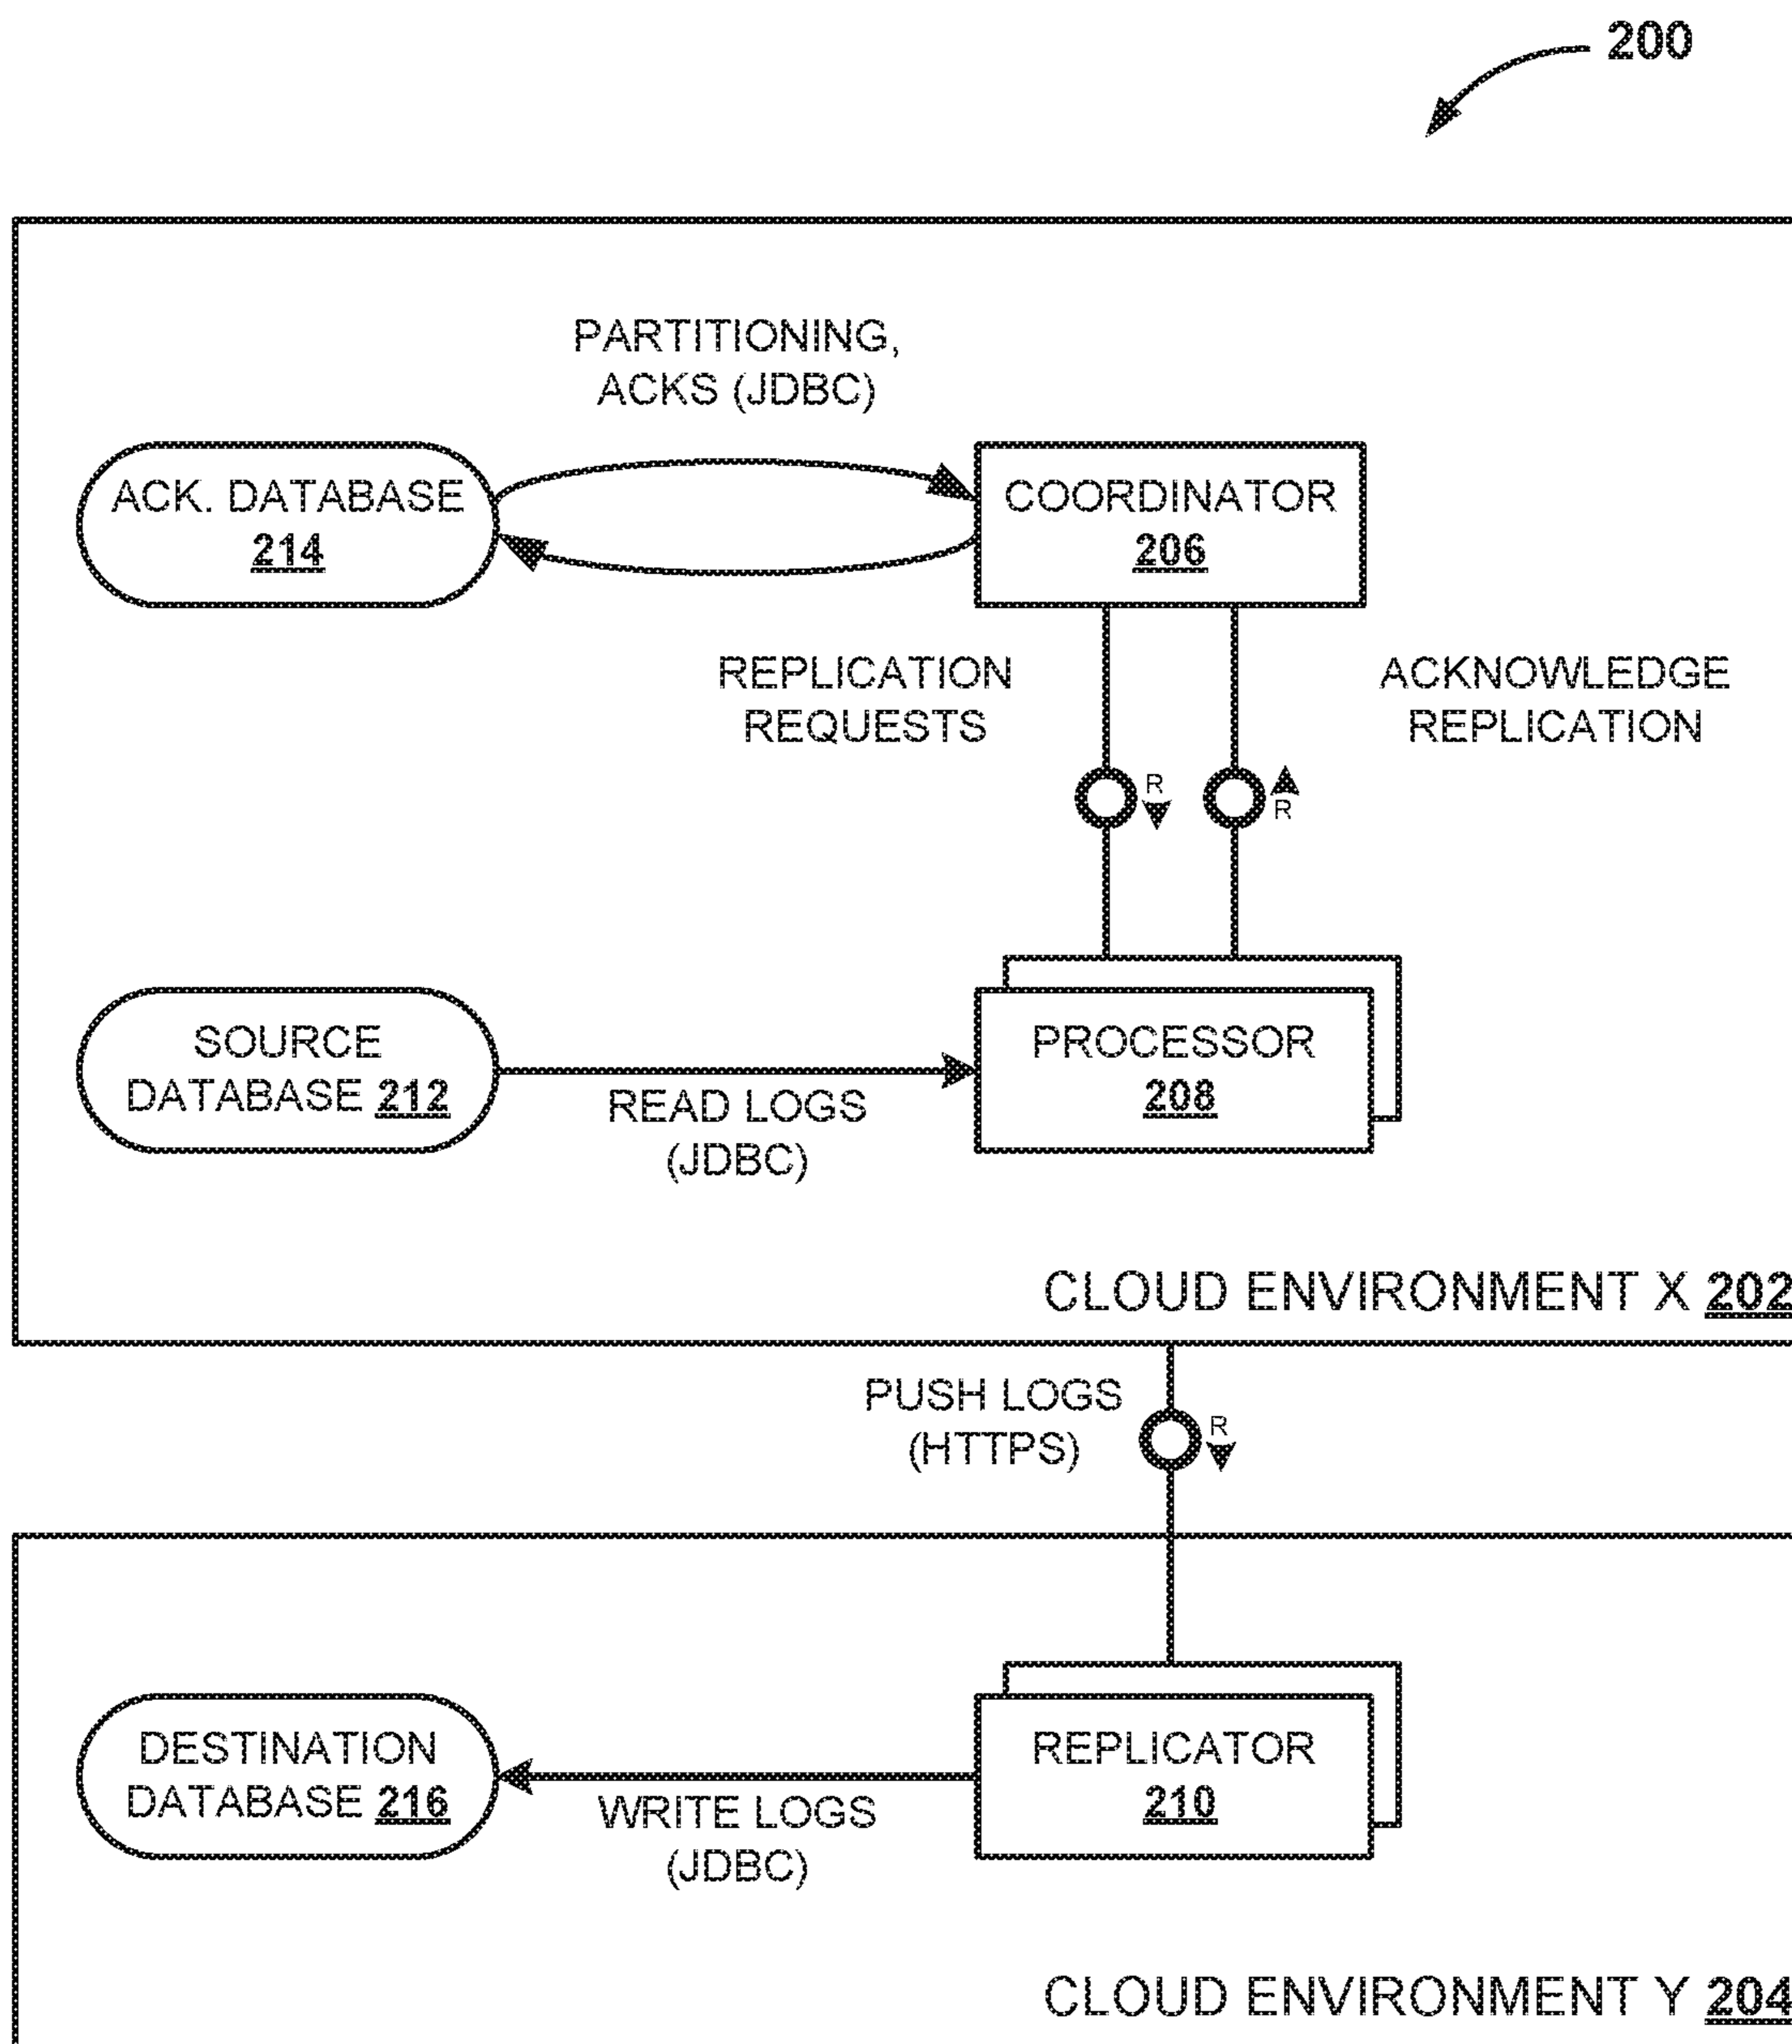 200
PARTITIONING,
ACKS (JDBC)
ACK. DATABASE
214
COORDINATOR
206
REPLICATION
REQUESTS
ACKNOWLEDGE
REPLICATION
R
R
SOURCE
DATABASE 212
READ LOGS
(JDBC)
PROCESSOR
208
CLOUD ENVIRONMENT X 202
PUSH LOGS
(HTTPS)
R
DESTINATION
DATABASE 216
WRITE LOGS
(JDBC)
REPLICATOR
210
CLOUD ENVIRONMENT Y 204